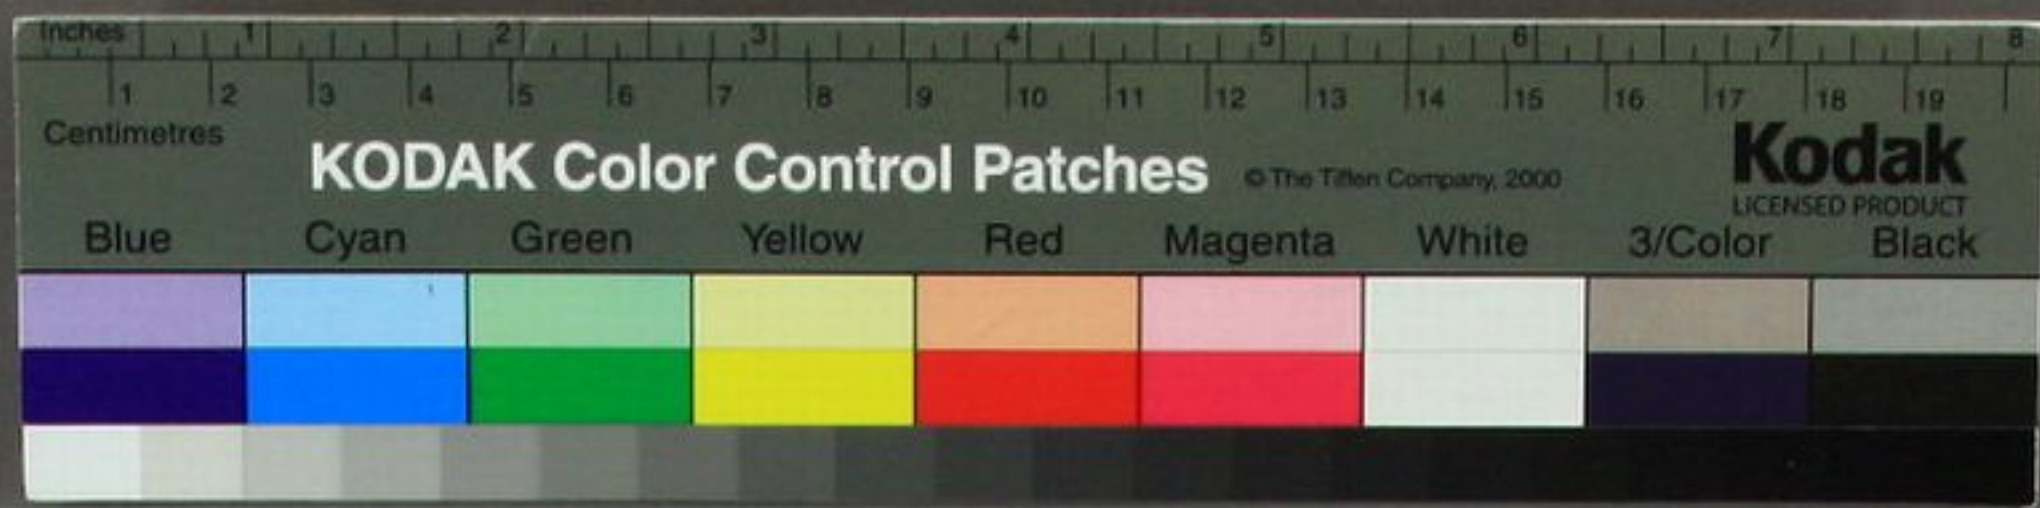 Inches 1 2 3 4 5 6 7 8
1 2 3 4 5 6 7 8 9 10 11 12 13 14 15 16 17 18 19
Centimetres
KODAK Color Control Patches © The Tiffen Company, 2000
Kodak
LICENSED PRODUCT
Blue Cyan Green Yellow Red Magenta White 3/Color Black